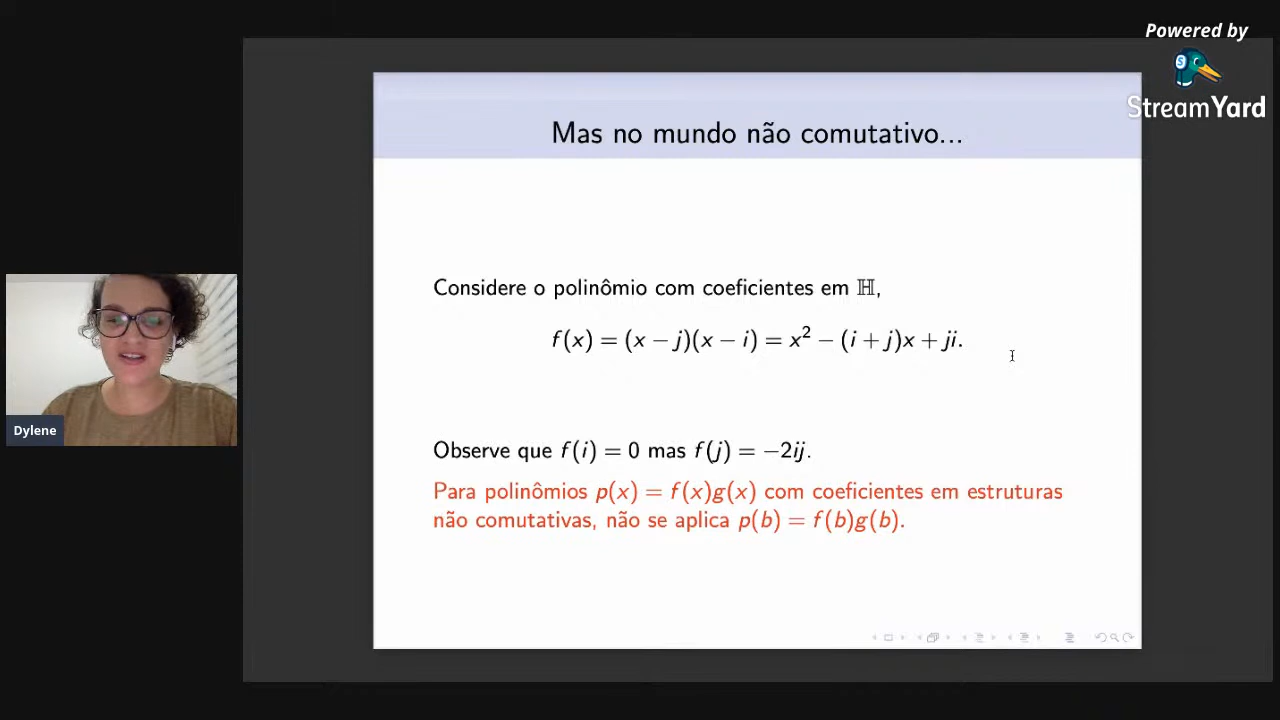 Powered by
StreamYard
Mas no mundo não comutativo...
Considere o polinômio com coeficientes em ℍ,
f(x) = (x − j)(x − i) = x² − (i + j)x + ji.
Observe que f(i) = 0 mas f(j) = −2ij.
Para polinômios p(x) = f(x)g(x) com coeficientes em estruturas
não comutativas, não se aplica p(b) = f(b)g(b).
Dylene